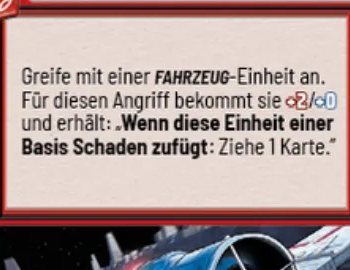 Greife mit einer FAHRZEUG-Einheit an.
Für diesen Angriff bekommt sie +2/+0
und erhält: „Wenn diese Einheit einer
Basis Schaden zufügt: Ziehe 1 Karte.“